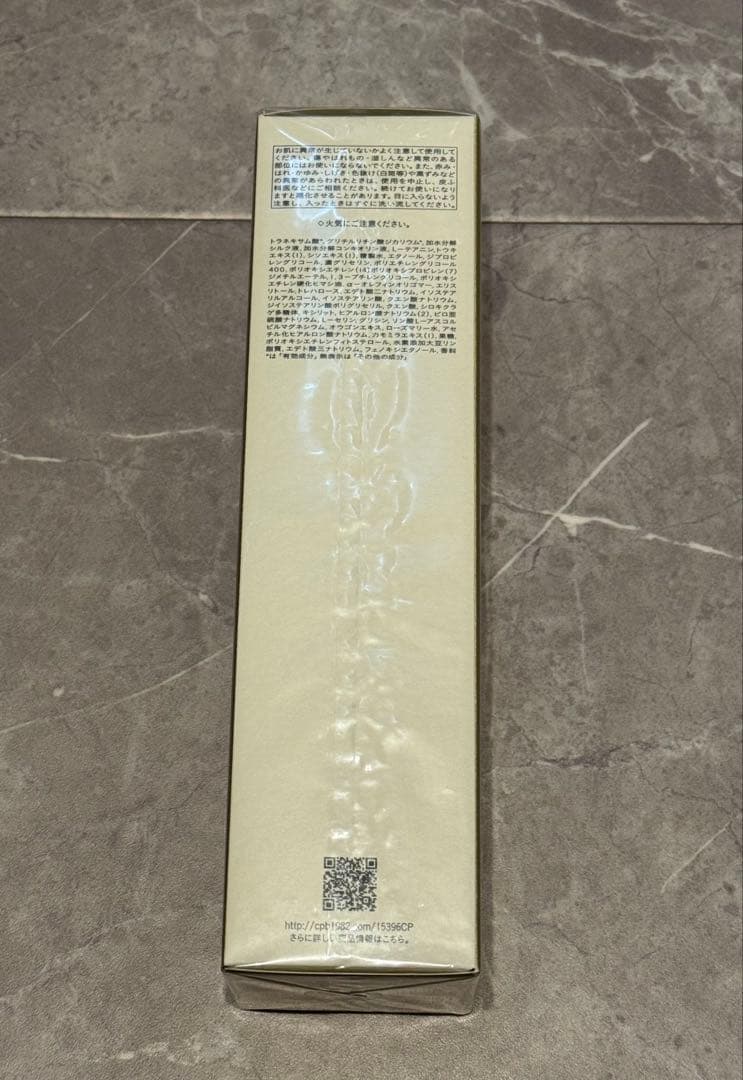 お肌に異常が生じていないかよく注意して使用して
ください。傷やはれもの・湿しんなど異常のある
部位にはお使いにならないでください。また、赤み・
はれ・かゆみ・しげき・色抜け(白斑等)や黒ずみなど
の異常があらわれたときは、使用を中止し、皮ふ
科医などにご相談ください。続けてお使いになり
ますと悪化させることがあります。目に入らないよう
注意し、入ったときはすぐに洗い流してください。
◇火気にご注意ください。
トラネキサム酸*,グリチルリチン酸ジカリウム*,加水分解
シルク液,加水分解コンキオリン液,L-テアニン,トウキ
エキス(1),シソエキス(1),精製水,エタノール,ジプロピ
レングリコール,濃グリセリン,ポリエチレングリコール
400,ポリオキシエチレン(14)ポリオキシプロピレン(7)
ジメチルエーテル,1,3-ブチレングリコール,ポリオキシ
エチレン硬化ヒマシ油,α-オレフィンオリゴマー,エリス
リトール,トレハロース,エデト酸二ナトリウム,イソステア
リルアルコール,イソステアリン酸,クエン酸ナトリウム,
ジイソステアリン酸ポリグリセリル,クエン酸,シロキクラ
ゲ多糖体,キシリット,ヒアルロン酸ナトリウム(2),ピロ亜
硫酸ナトリウム,L-セリン,グリシン,リン酸L-アスコル
ビルマグネシウム,オウゴンエキス,ローズマリー水,アセ
チル化ヒアルロン酸ナトリウム,カモミラエキス(1),果糖,
ポリオキシエチレンフィトステロール,水素添加大豆リン
脂質,エデト酸三ナトリウム,フェノキシエタノール,香料
*は「有効成分」無表示は「その他の成分」
http://cpb1982.com/15396CP
さらに詳しい商品情報はこちら。